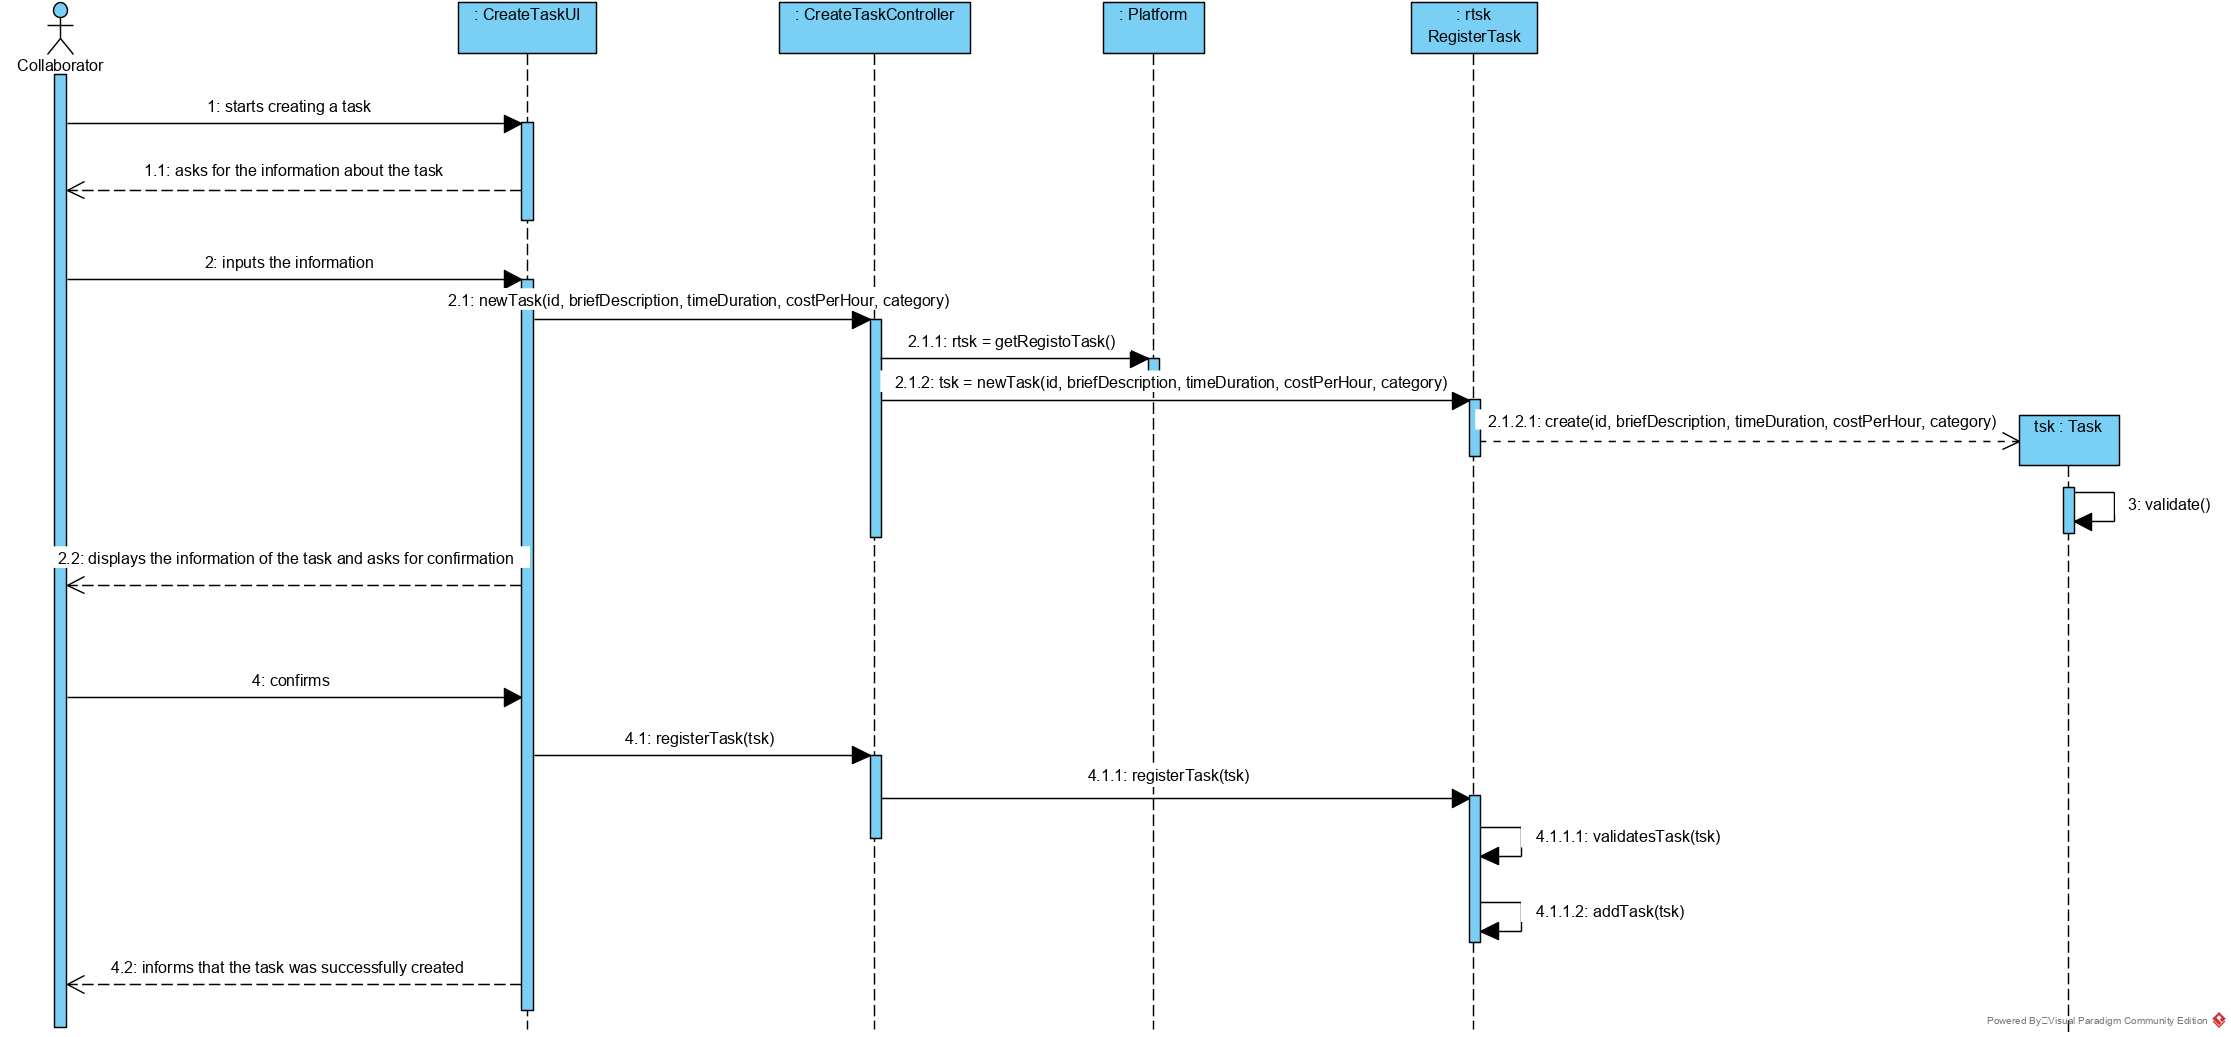 : CreateTaskUI
: CreateTaskController
: Platform
: rtsk
RegisterTask
Collaborator
1: starts creating a task
1.1: asks for the information about the task
2: inputs the information
2.1: newTask(id, briefDescription, timeDuration, costPerHour, category)
2.1.1: rtsk = getRegistoTask()
2.1.2: tsk = newTask(id, briefDescription, timeDuration, costPerHour, category)
2.1.2.1: create(id, briefDescription, timeDuration, costPerHour, category)
tsk : Task
3: validate()
2.2: displays the information of the task and asks for confirmation
4: confirms
4.1: registerTask(tsk)
4.1.1: registerTask(tsk)
4.1.1.1: validatesTask(tsk)
4.1.1.2: addTask(tsk)
4.2: informs that the task was successfully created
Powered By Visual Paradigm Community Edition